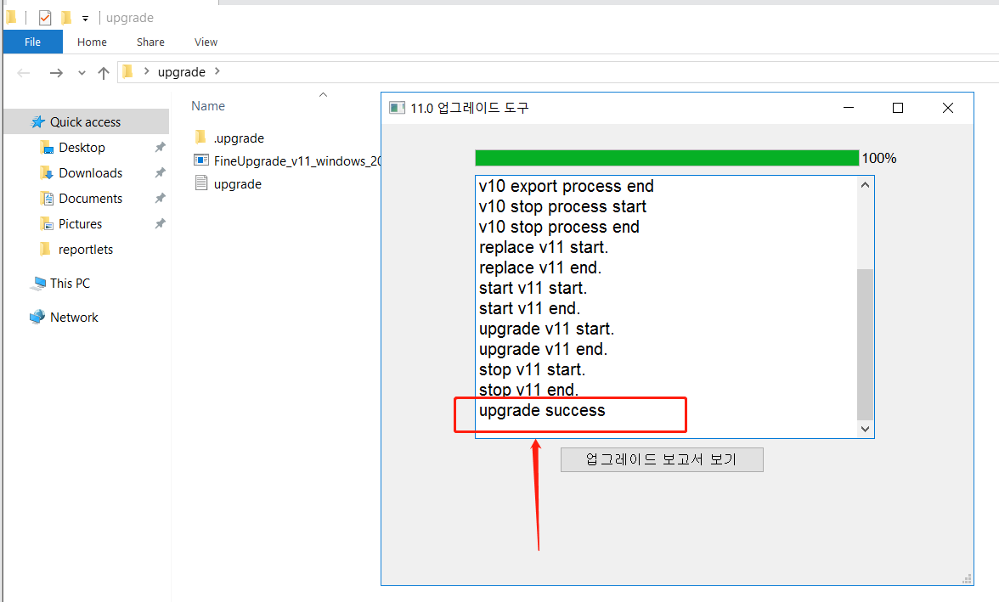 upgrade
File Home Share View
upgrade
Name
Quick access
Desktop
Downloads
Documents
Pictures
reportlets
This PC
Network
.upgrade
FineUpgrade_v11_windows_20
upgrade
11.0 업그레이드 도구
100%
v10 export process end
v10 stop process start
v10 stop process end
replace v11 start.
replace v11 end.
start v11 start.
start v11 end.
upgrade v11 start.
upgrade v11 end.
stop v11 start.
stop v11 end.
upgrade success
업그레이드 보고서 보기